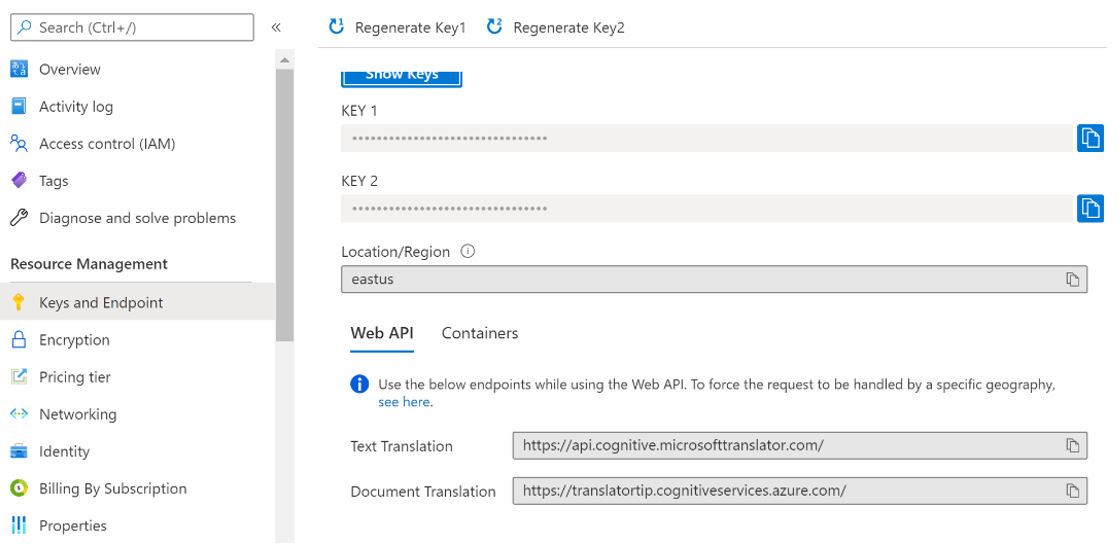 Search (Ctrl+/)
«
Overview
Activity log
Access control (IAM)
Tags
Diagnose and solve problems
Resource Management
Keys and Endpoint
Encryption
Pricing tier
Networking
Identity
Billing By Subscription
Properties
Regenerate Key1
Regenerate Key2
Show Keys
KEY 1
••••••••••••••••••••••••••••••••
KEY 2
••••••••••••••••••••••••••••••••
Location/Region
eastus
Web API
Containers
Use the below endpoints while using the Web API. To force the request to be handled by a specific geography,
see here.
Text Translation
https://api.cognitive.microsofttranslator.com/
Document Translation
https://translatortip.cognitiveservices.azure.com/